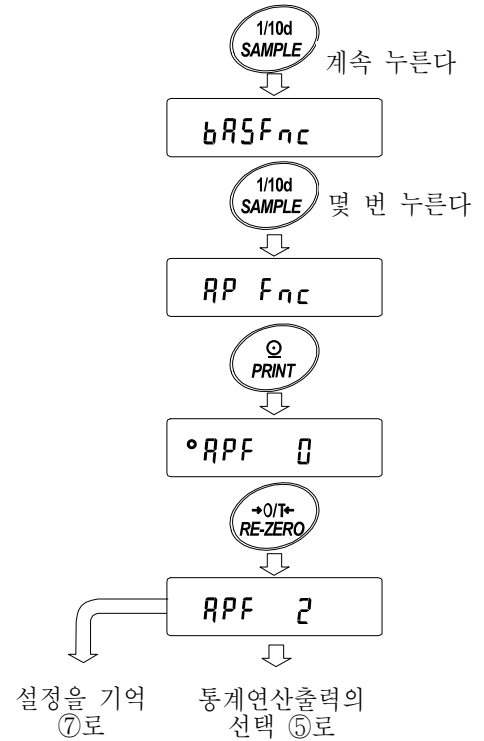 1/10d
SAMPLE
계속 누른다
bASFnc
1/10d
SAMPLE
몇 번 누른다
AP Fnc
PRINT
°APF 0
→0/T←
RE-ZERO
APF 2
설정을 기억
⑦로
통계연산출력의
선택 ⑤로